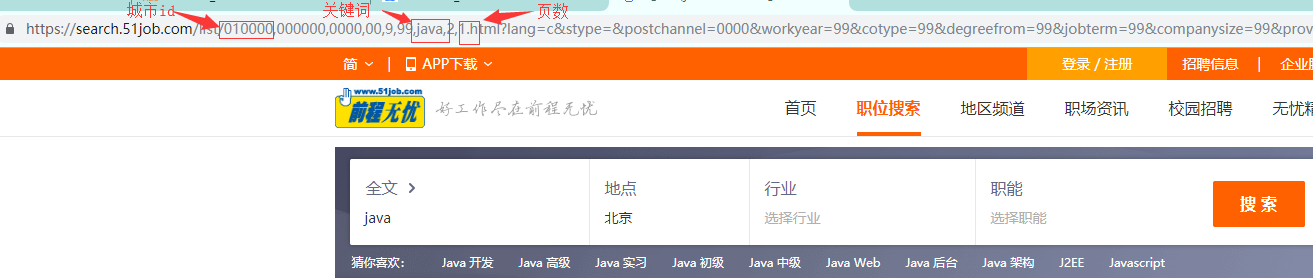 城市id 关键词 页数
https://search.51job.com/list/010000,000000,0000,00,9,99,java,2,1.html?lang=c&stype=&postchannel=0000&workyear=99&cotype=99&degreefrom=99&jobterm=99&companysize=99&prov
简 | APP下载 登录 / 注册 招聘信息 | 企业
www.51job.com
前程无忧 好工作尽在前程无忧 首页 职位搜索 地区频道 职场资讯 校园招聘 无忧精
全文 地点 行业 职能
java 北京 选择行业 选择职能 搜 索
猜你喜欢: Java 开发 Java 高级 Java 实习 Java 初级 Java 中级 Java Web Java 后台 Java 架构 J2EE Javascript